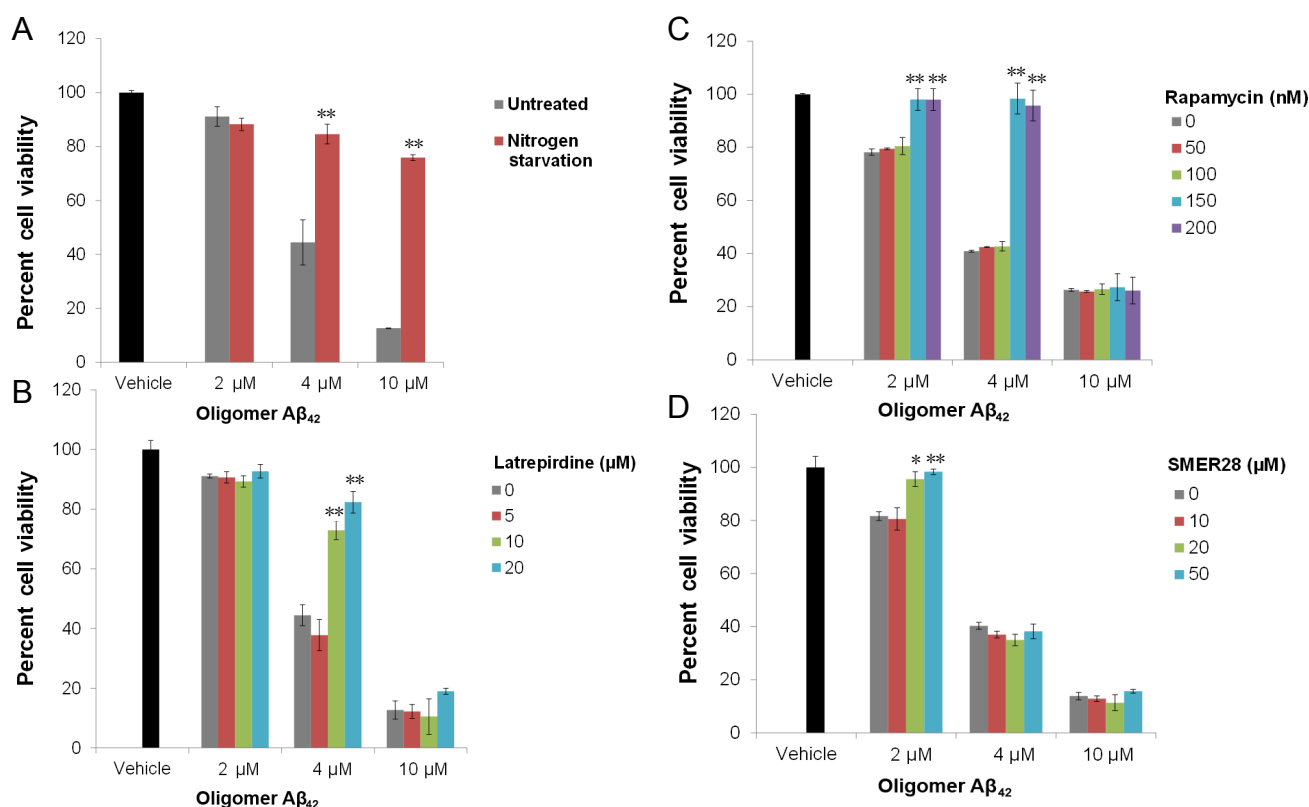 A
120
100
80
60
40
20
0
Percent cell viability
** **
Untreated
Nitrogen
starvation
Vehicle 2 µM 4 µM 10 µM
Oligomer Aβ42
B
120
100
80
60
40
20
0
Percent cell viability
** **
Latrepirdine (µM)
0
5
10
20
Vehicle 2 µM 4 µM 10 µM
Oligomer Aβ42
C
120
100
80
60
40
20
0
Percent cell viability
** ** ** **
Rapamycin (nM)
0
50
100
150
200
Vehicle 2 µM 4 µM 10 µM
Oligomer Aβ42
D
120
100
80
60
40
20
0
Percent cell viability
* **
SMER28 (µM)
0
10
20
50
Vehicle 2 µM 4 µM 10 µM
Oligomer Aβ42